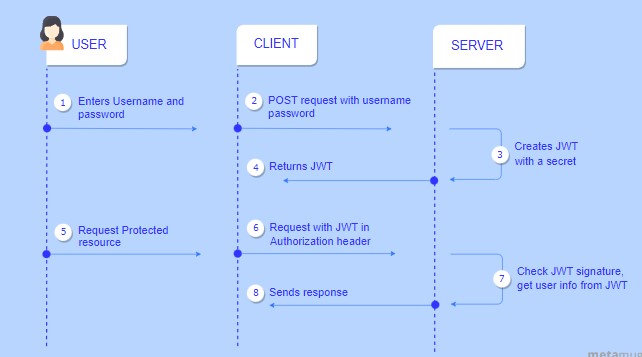 USER
CLIENT
SERVER
1 Enters Username and
password
2 POST request with username
password
3 Creates JWT
with a secret
4 Returns JWT
5 Request Protected
resource
6 Request with JWT in
Authorization header
7 Check JWT signature,
get user info from JWT
8 Sends response